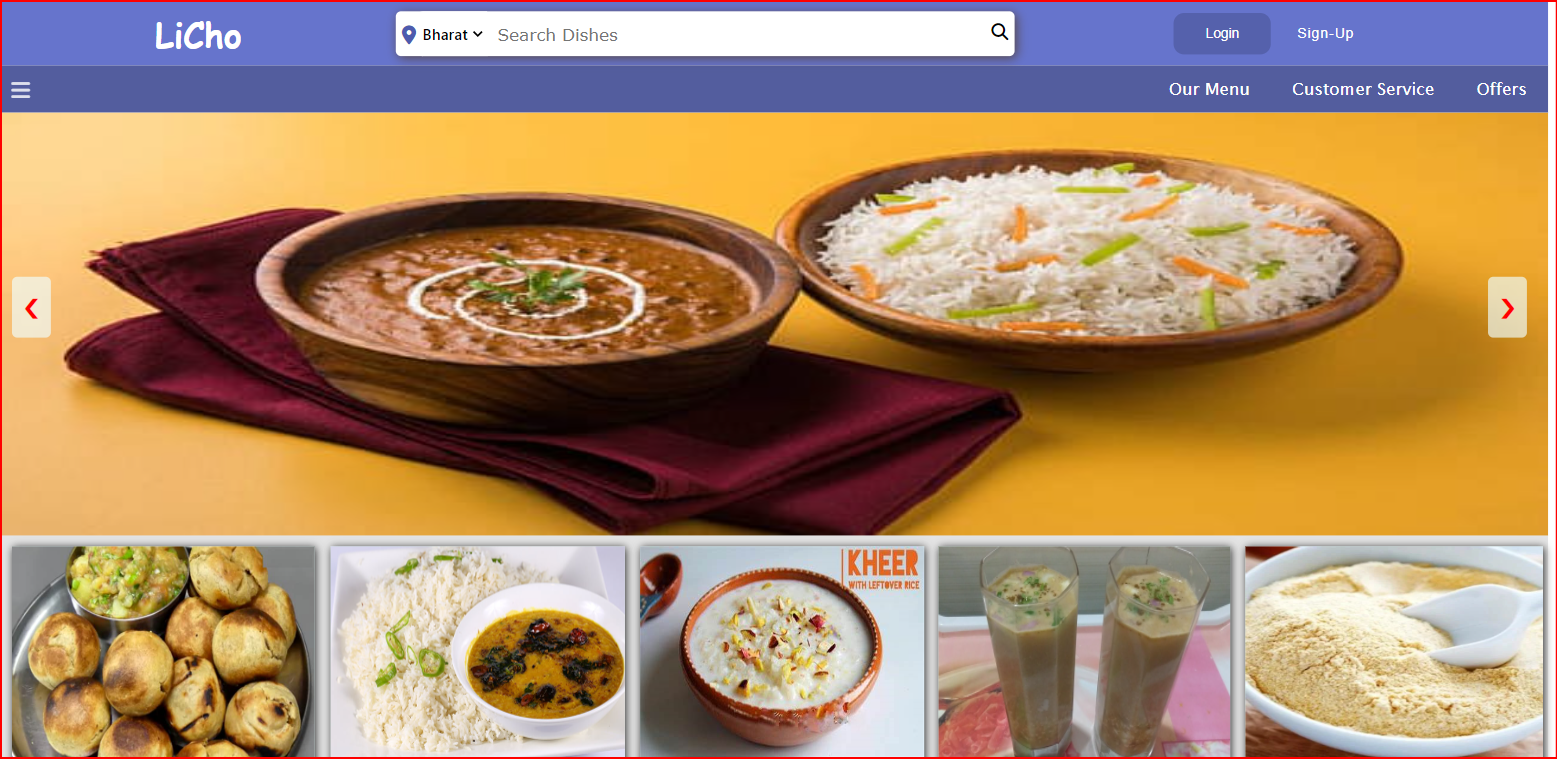 LiCho
Bharat
Search Dishes
Login
Sign-Up
Our Menu
Customer Service
Offers
KHEER
WITH LEFTOVER RICE